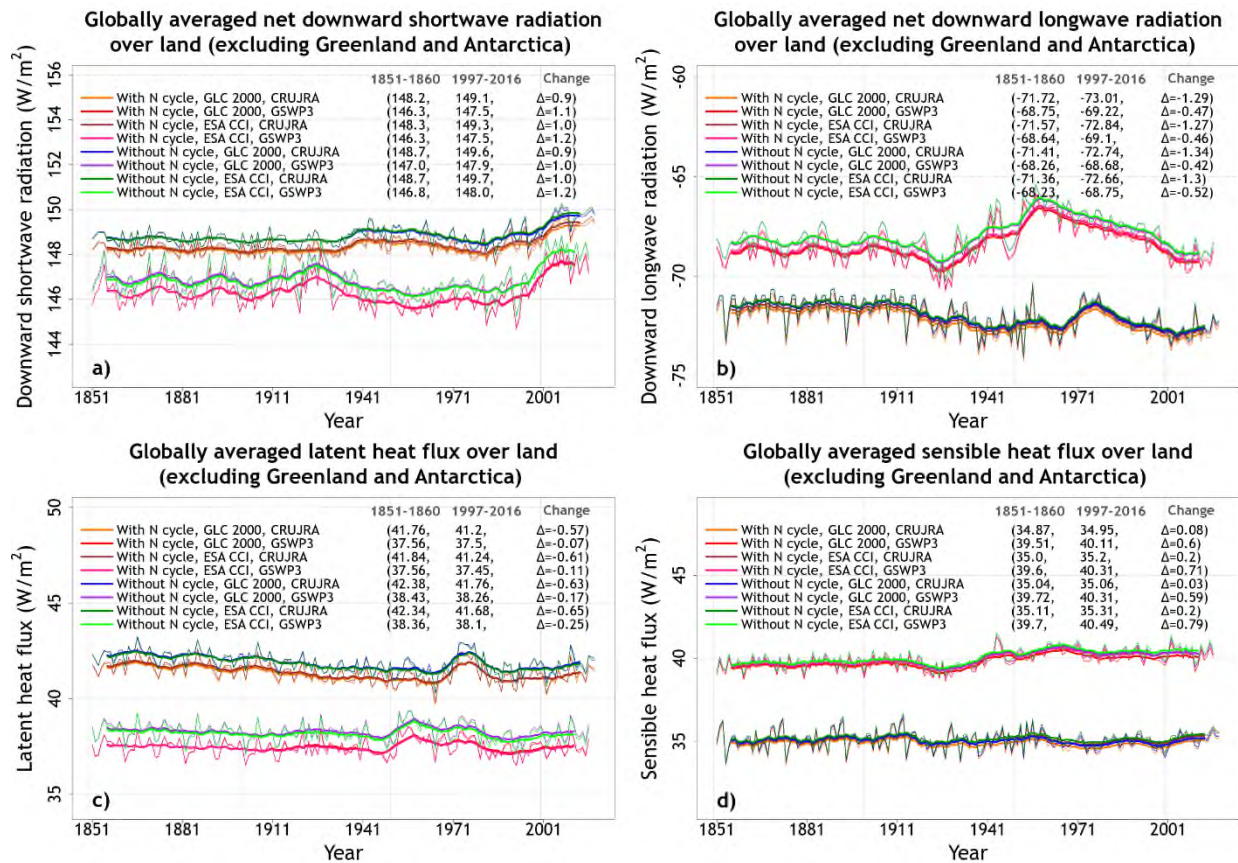 Globally averaged net downward shortwave radiation
over land (excluding Greenland and Antarctica)
Downward shortwave radiation (W/m²)
156
154
152
150
148
146
144
1851-1860 1997-2016 Change
With N cycle, GLC 2000, CRUJRA (148.2, 149.1, Δ=0.9)
With N cycle, GLC 2000, GSWP3 (146.3, 147.5, Δ=1.1)
With N cycle, ESA CCI, CRUJRA (148.3, 149.3, Δ=1.0)
With N cycle, ESA CCI, GSWP3 (146.3, 147.5, Δ=1.2)
Without N cycle, GLC 2000, CRUJRA (148.7, 149.6, Δ=0.9)
Without N cycle, GLC 2000, GSWP3 (147.0, 147.9, Δ=1.0)
Without N cycle, ESA CCI, CRUJRA (148.7, 149.7, Δ=1.0)
Without N cycle, ESA CCI, GSWP3 (146.8, 148.0, Δ=1.2)
a)
1851 1881 1911 1941 1971 2001
Year
Globally averaged net downward longwave radiation
over land (excluding Greenland and Antarctica)
Downward longwave radiation (W/m²)
-60
-65
-70
-75
1851-1860 1997-2016 Change
With N cycle, GLC 2000, CRUJRA (-71.72, -73.01, Δ=-1.29)
With N cycle, GLC 2000, GSWP3 (-68.75, -69.22, Δ=-0.47)
With N cycle, ESA CCI, CRUJRA (-71.57, -72.84, Δ=-1.27)
With N cycle, ESA CCI, GSWP3 (-68.64, -69.1, Δ=-0.46)
Without N cycle, GLC 2000, CRUJRA (-71.41, -72.74, Δ=-1.34)
Without N cycle, GLC 2000, GSWP3 (-68.26, -68.68, Δ=-0.42)
Without N cycle, ESA CCI, CRUJRA (-71.36, -72.66, Δ=-1.3)
Without N cycle, ESA CCI, GSWP3 (-68.23, -68.75, Δ=-0.52)
b)
1851 1881 1911 1941 1971 2001
Year
Globally averaged latent heat flux over land
(excluding Greenland and Antarctica)
Latent heat flux (W/m²)
50
45
40
35
1851-1860 1997-2016 Change
With N cycle, GLC 2000, CRUJRA (41.76, 41.2, Δ=-0.57)
With N cycle, GLC 2000, GSWP3 (37.56, 37.5, Δ=-0.07)
With N cycle, ESA CCI, CRUJRA (41.84, 41.24, Δ=-0.61)
With N cycle, ESA CCI, GSWP3 (37.56, 37.45, Δ=-0.11)
Without N cycle, GLC 2000, CRUJRA (42.38, 41.76, Δ=-0.63)
Without N cycle, GLC 2000, GSWP3 (38.43, 38.26, Δ=-0.17)
Without N cycle, ESA CCI, CRUJRA (42.34, 41.68, Δ=-0.65)
Without N cycle, ESA CCI, GSWP3 (38.36, 38.1, Δ=-0.25)
c)
1851 1881 1911 1941 1971 2001
Year
Globally averaged sensible heat flux over land
(excluding Greenland and Antarctica)
Sensible heat flux (W/m²)
45
40
35
1851-1860 1997-2016 Change
With N cycle, GLC 2000, CRUJRA (34.87, 34.95, Δ=0.08)
With N cycle, GLC 2000, GSWP3 (39.51, 40.11, Δ=0.6)
With N cycle, ESA CCI, CRUJRA (35.0, 35.2, Δ=0.2)
With N cycle, ESA CCI, GSWP3 (39.6, 40.31, Δ=0.71)
Without N cycle, GLC 2000, CRUJRA (35.04, 35.06, Δ=0.03)
Without N cycle, GLC 2000, GSWP3 (39.72, 40.31, Δ=0.59)
Without N cycle, ESA CCI, CRUJRA (35.11, 35.31, Δ=0.2)
Without N cycle, ESA CCI, GSWP3 (39.7, 40.49, Δ=0.79)
d)
1851 1881 1911 1941 1971 2001
Year